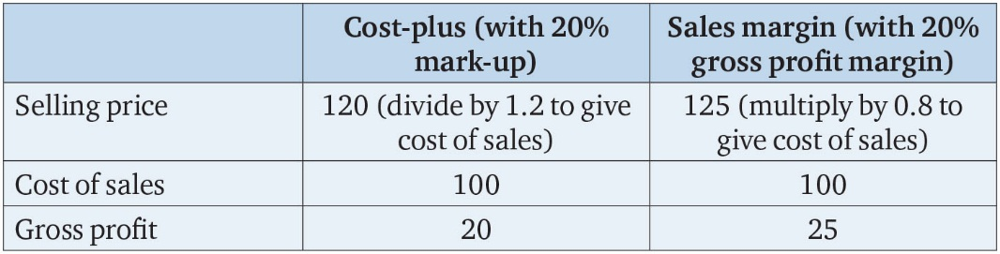 Cost-plus (with 20% mark-up)
Sales margin (with 20% gross profit margin)
Selling price
120 (divide by 1.2 to give cost of sales)
125 (multiply by 0.8 to give cost of sales)
Cost of sales
100
100
Gross profit
20
25